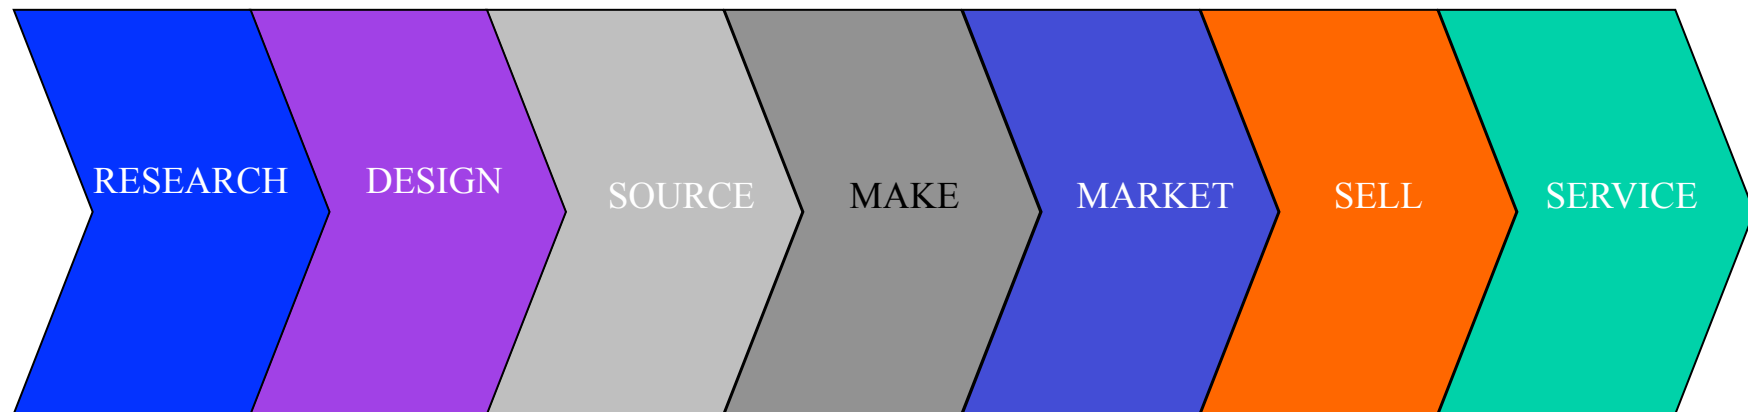 RESEARCH
DESIGN
SOURCE
MAKE
MARKET
SELL
SERVICE